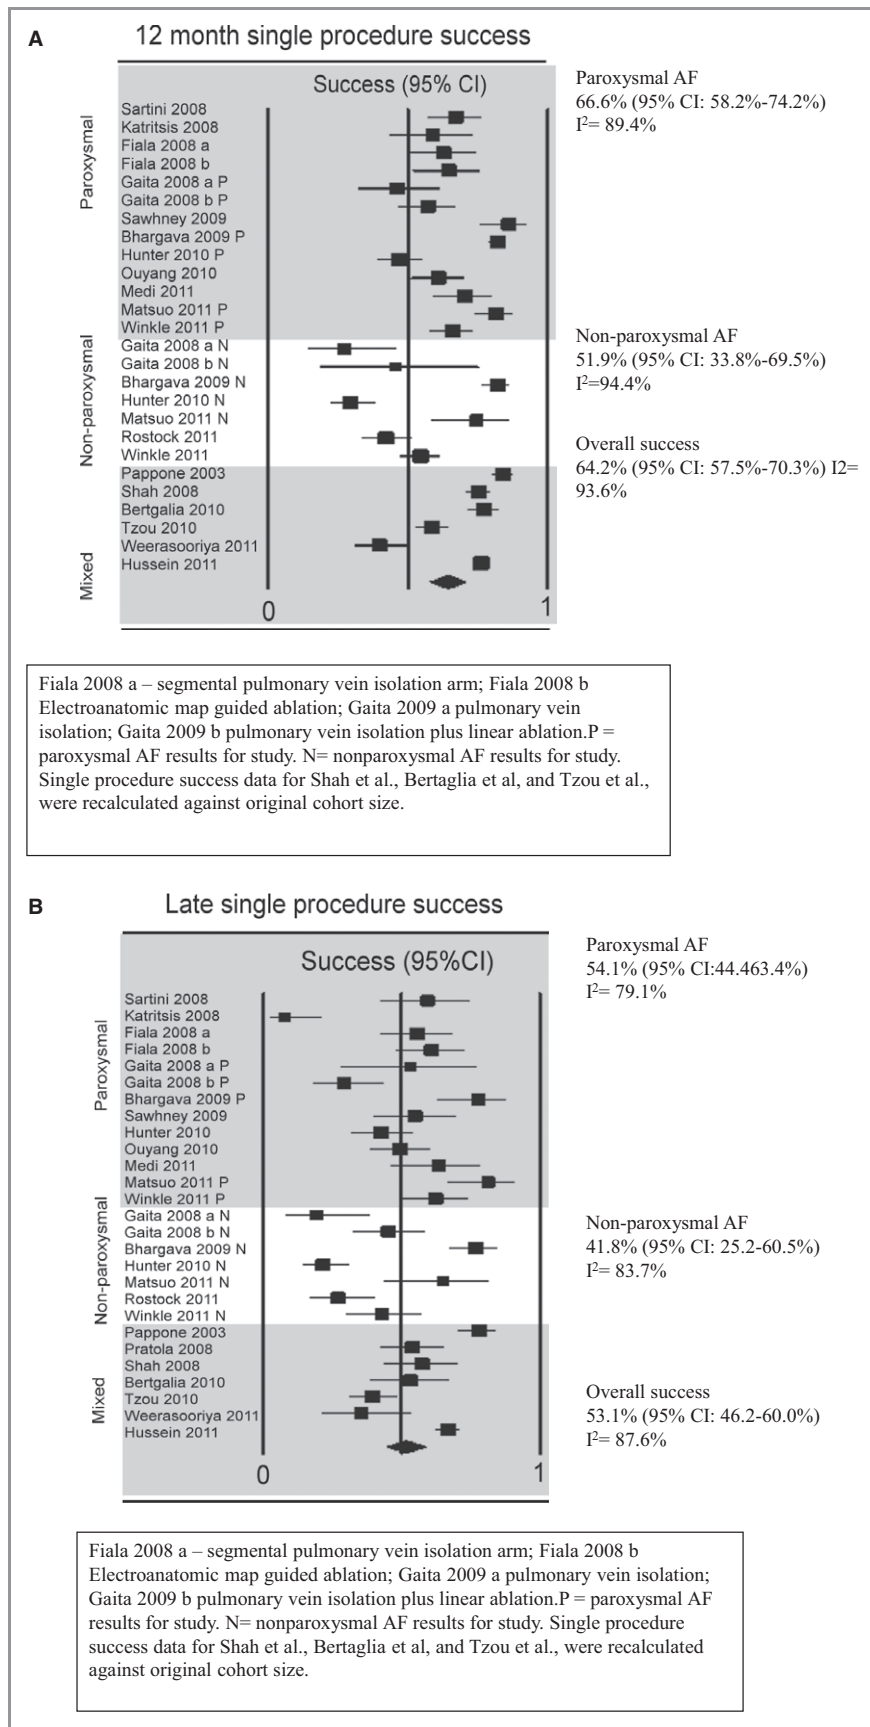 A
12 month single procedure success
Success (95% CI)
Paroxysmal
Sartini 2008
Katritsis 2008
Fiala 2008 a
Fiala 2008 b
Gaita 2008 a P
Gaita 2008 b P
Sawhney 2009
Bhargava 2009 P
Hunter 2010 P
Ouyang 2010
Medi 2011
Matsuo 2011 P
Winkle 2011 P
Non-paroxysmal
Gaita 2008 a N
Gaita 2008 b N
Bhargava 2009 N
Hunter 2010 N
Matsuo 2011 N
Rostock 2011
Winkle 2011
Mixed
Pappone 2003
Shah 2008
Bertgalia 2010
Tzou 2010
Weerasooriya 2011
Hussein 2011
0
1
Paroxysmal AF
66.6% (95% CI: 58.2%-74.2%)
I²= 89.4%
Non-paroxysmal AF
51.9% (95% CI: 33.8%-69.5%)
I²=94.4%
Overall success
64.2% (95% CI: 57.5%-70.3%) I2=
93.6%
Fiala 2008 a – segmental pulmonary vein isolation arm; Fiala 2008 b
Electroanatomic map guided ablation; Gaita 2009 a pulmonary vein
isolation; Gaita 2009 b pulmonary vein isolation plus linear ablation.P =
paroxysmal AF results for study. N= nonparoxysmal AF results for study.
Single procedure success data for Shah et al., Bertaglia et al, and Tzou et al.,
were recalculated against original cohort size.
B
Late single procedure success
Success (95%CI)
Paroxysmal
Sartini 2008
Katritsis 2008
Fiala 2008 a
Fiala 2008 b
Gaita 2008 a P
Gaita 2008 b P
Bhargava 2009 P
Sawhney 2009
Hunter 2010
Ouyang 2010
Medi 2011
Matsuo 2011 P
Winkle 2011 P
Non-paroxysmal
Gaita 2008 a N
Gaita 2008 b N
Bhargava 2009 N
Hunter 2010 N
Matsuo 2011 N
Rostock 2011
Winkle 2011 N
Mixed
Pappone 2003
Pratola 2008
Shah 2008
Bertgalia 2010
Tzou 2010
Weerasooriya 2011
Hussein 2011
0
1
Paroxysmal AF
54.1% (95% CI:44.463.4%)
I²= 79.1%
Non-paroxysmal AF
41.8% (95% CI: 25.2-60.5%)
I²= 83.7%
Overall success
53.1% (95% CI: 46.2-60.0%)
I²= 87.6%
Fiala 2008 a – segmental pulmonary vein isolation arm; Fiala 2008 b
Electroanatomic map guided ablation; Gaita 2009 a pulmonary vein isolation;
Gaita 2009 b pulmonary vein isolation plus linear ablation.P = paroxysmal AF
results for study. N= nonparoxysmal AF results for study. Single procedure
success data for Shah et al., Bertaglia et al, and Tzou et al., were recalculated
against original cohort size.